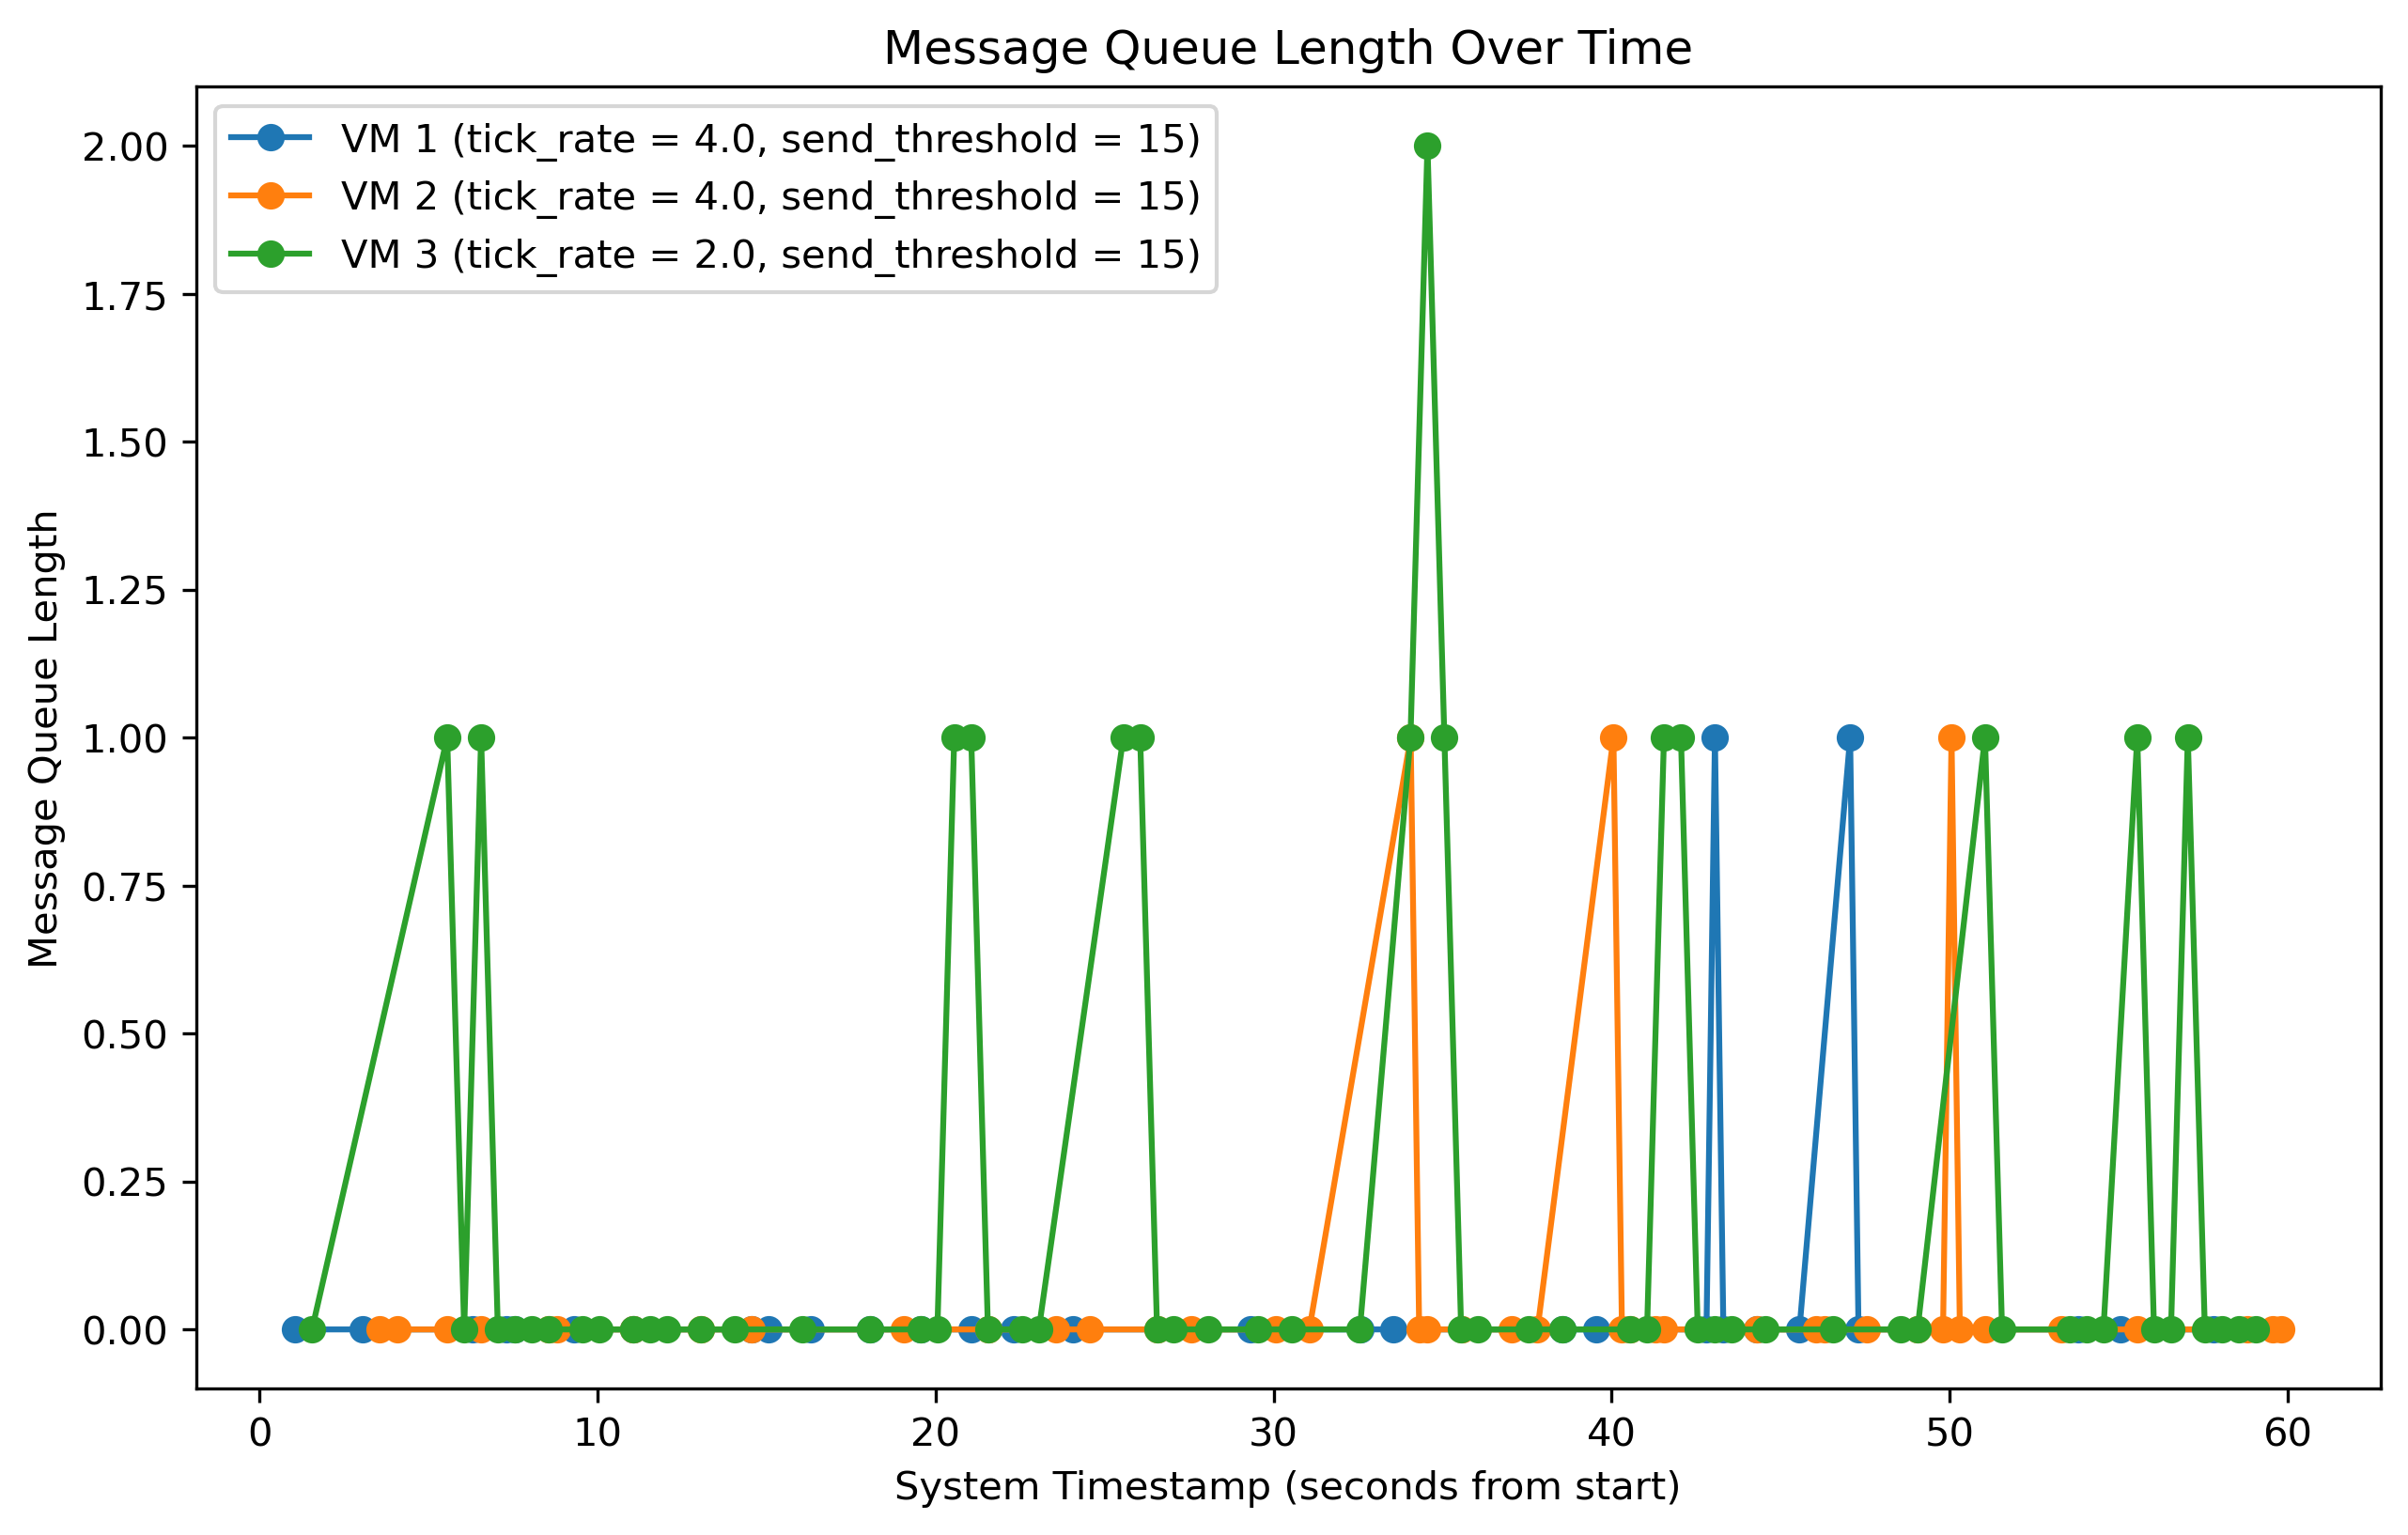 Message Queue Length Over Time
VM 1 (tick_rate = 4.0, send_threshold = 15)
VM 2 (tick_rate = 4.0, send_threshold = 15)
VM 3 (tick_rate = 2.0, send_threshold = 15)
Message Queue Length
2.00
1.75
1.50
1.25
1.00
0.75
0.50
0.25
0.00
0 10 20 30 40 50 60
System Timestamp (seconds from start)